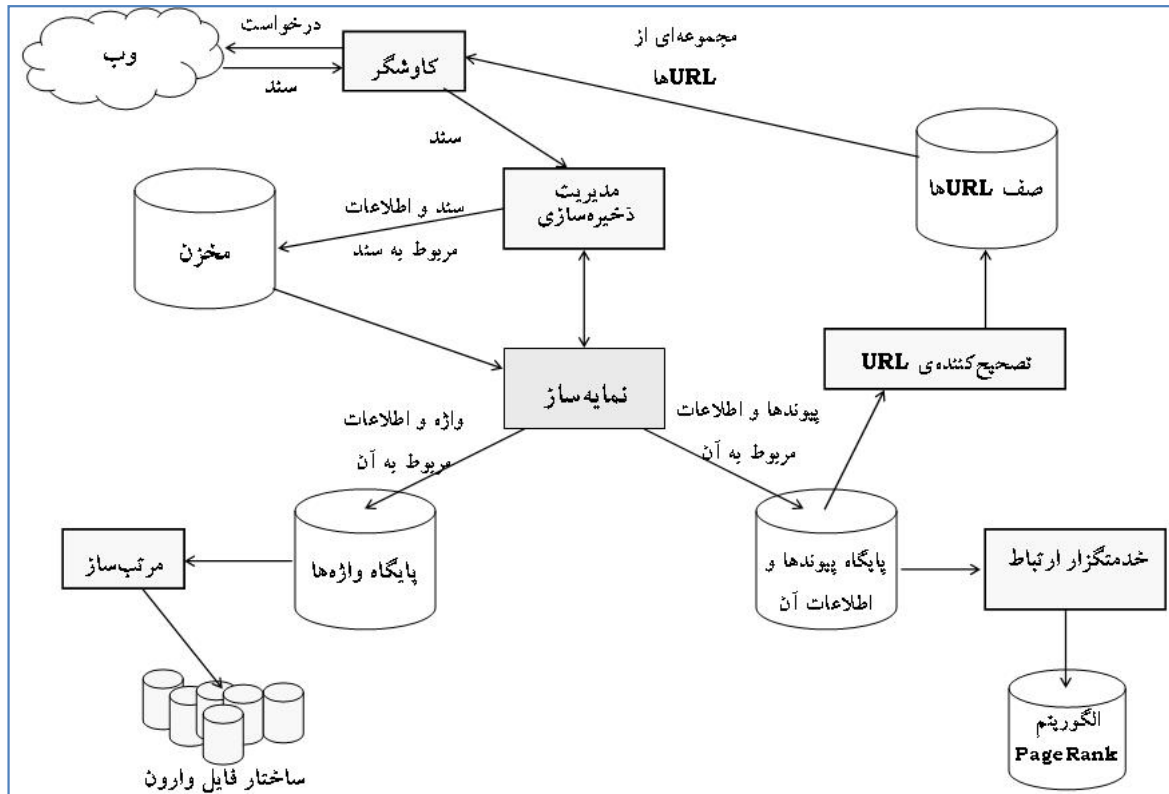 وب
درخواست
سند
کاوشگر
مجموعه‌ای از
URLها
سند
صف URLها
مدیریت
ذخیره‌سازی
سند و اطلاعات
مربوط به سند
مخزن
تصحیح‌کننده‌ی URL
نمایه‌ساز
پیوندها و اطلاعات
مربوط به آن
واژه و اطلاعات
مربوط به آن
خدمتگزار ارتباط
پایگاه پیوندها و
اطلاعات آن
پایگاه واژه‌ها
مرتب‌ساز
الگوریتم
PageRank
ساختار فایل وارون